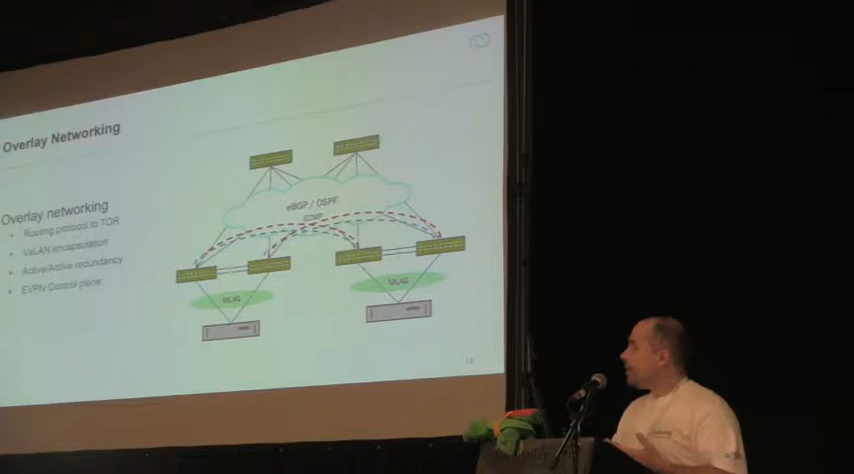 Overlay Networking
Overlay networking
• Routing protocol to TOR
• VxLAN encapsulation
• Active/Active redundancy
• EVPN Control plane
eBGP / OSPF
ECMP
MLAG
MLAG